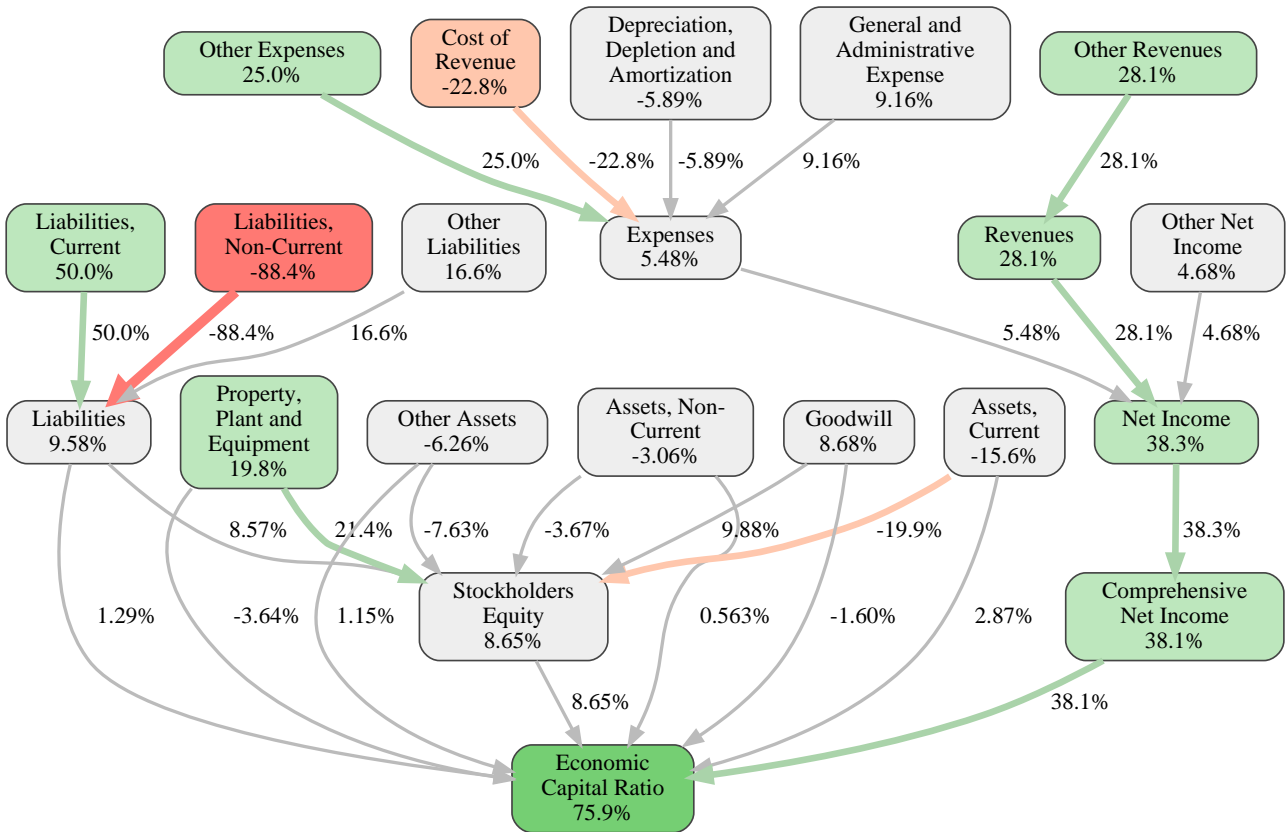 Other Expenses
25.0%
Cost of
Revenue
-22.8%
Depreciation,
Depletion and
Amortization
-5.89%
General and
Administrative
Expense
9.16%
Other Revenues
28.1%
25.0%
-22.8%
-5.89%
9.16%
28.1%
Liabilities,
Current
50.0%
Liabilities,
Non-Current
-88.4%
Other
Liabilities
16.6%
Expenses
5.48%
Revenues
28.1%
Other Net
Income
4.68%
50.0%
-88.4%
16.6%
5.48%
28.1%
4.68%
Liabilities
9.58%
Property,
Plant and
Equipment
19.8%
Other Assets
-6.26%
Assets, Non-
Current
-3.06%
Goodwill
8.68%
Assets,
Current
-15.6%
Net Income
38.3%
8.57%
21.4%
-7.63%
-3.67%
9.88%
-19.9%
38.3%
Stockholders
Equity
8.65%
Comprehensive
Net Income
38.1%
1.29%
-3.64%
1.15%
0.563%
-1.60%
2.87%
8.65%
38.1%
Economic
Capital Ratio
75.9%